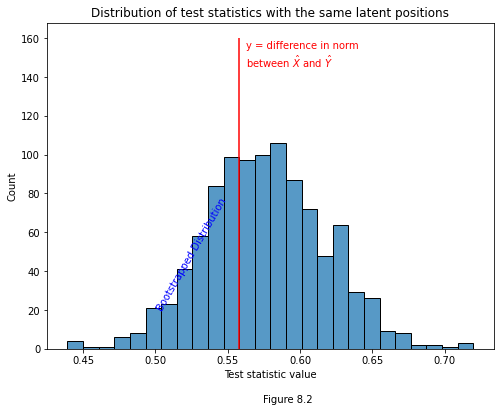 Distribution of test statistics with the same latent positions
160
140
120
100
80
60
40
20
0
Count
y = difference in norm
between X̂ and Ŷ
Bootstrapped Distribution
0.45 0.50 0.55 0.60 0.65 0.70
Test statistic value
Figure 8.2